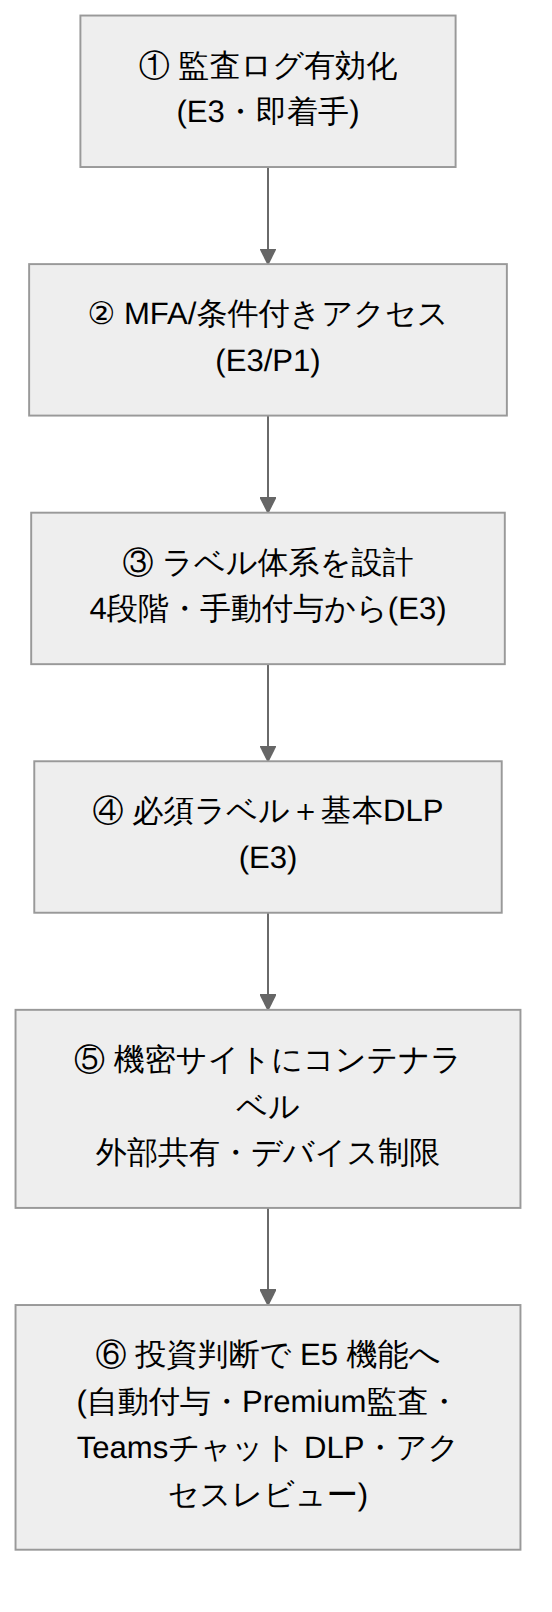 ① 監査ログ有効化
(E3・即着手)
② MFA/条件付きアクセス
(E3/P1)
③ ラベル体系を設計
4段階・手動付与から(E3)
④ 必須ラベル＋基本DLP
(E3)
⑤ 機密サイトにコンテナラ
ベル
外部共有・デバイス制限
⑥ 投資判断で E5 機能へ
(自動付与・Premium監査・
Teamsチャット DLP・アク
セスレビュー)